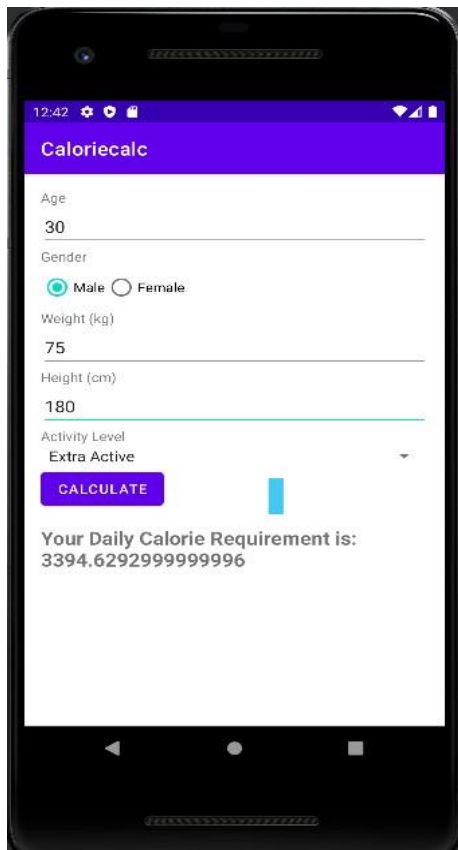 12:42
Caloriecalc
Age
30
Gender
Male Female
Weight (kg)
75
Height (cm)
180
Activity Level
Extra Active
CALCULATE
Your Daily Calorie Requirement is:
3394.6292999999996